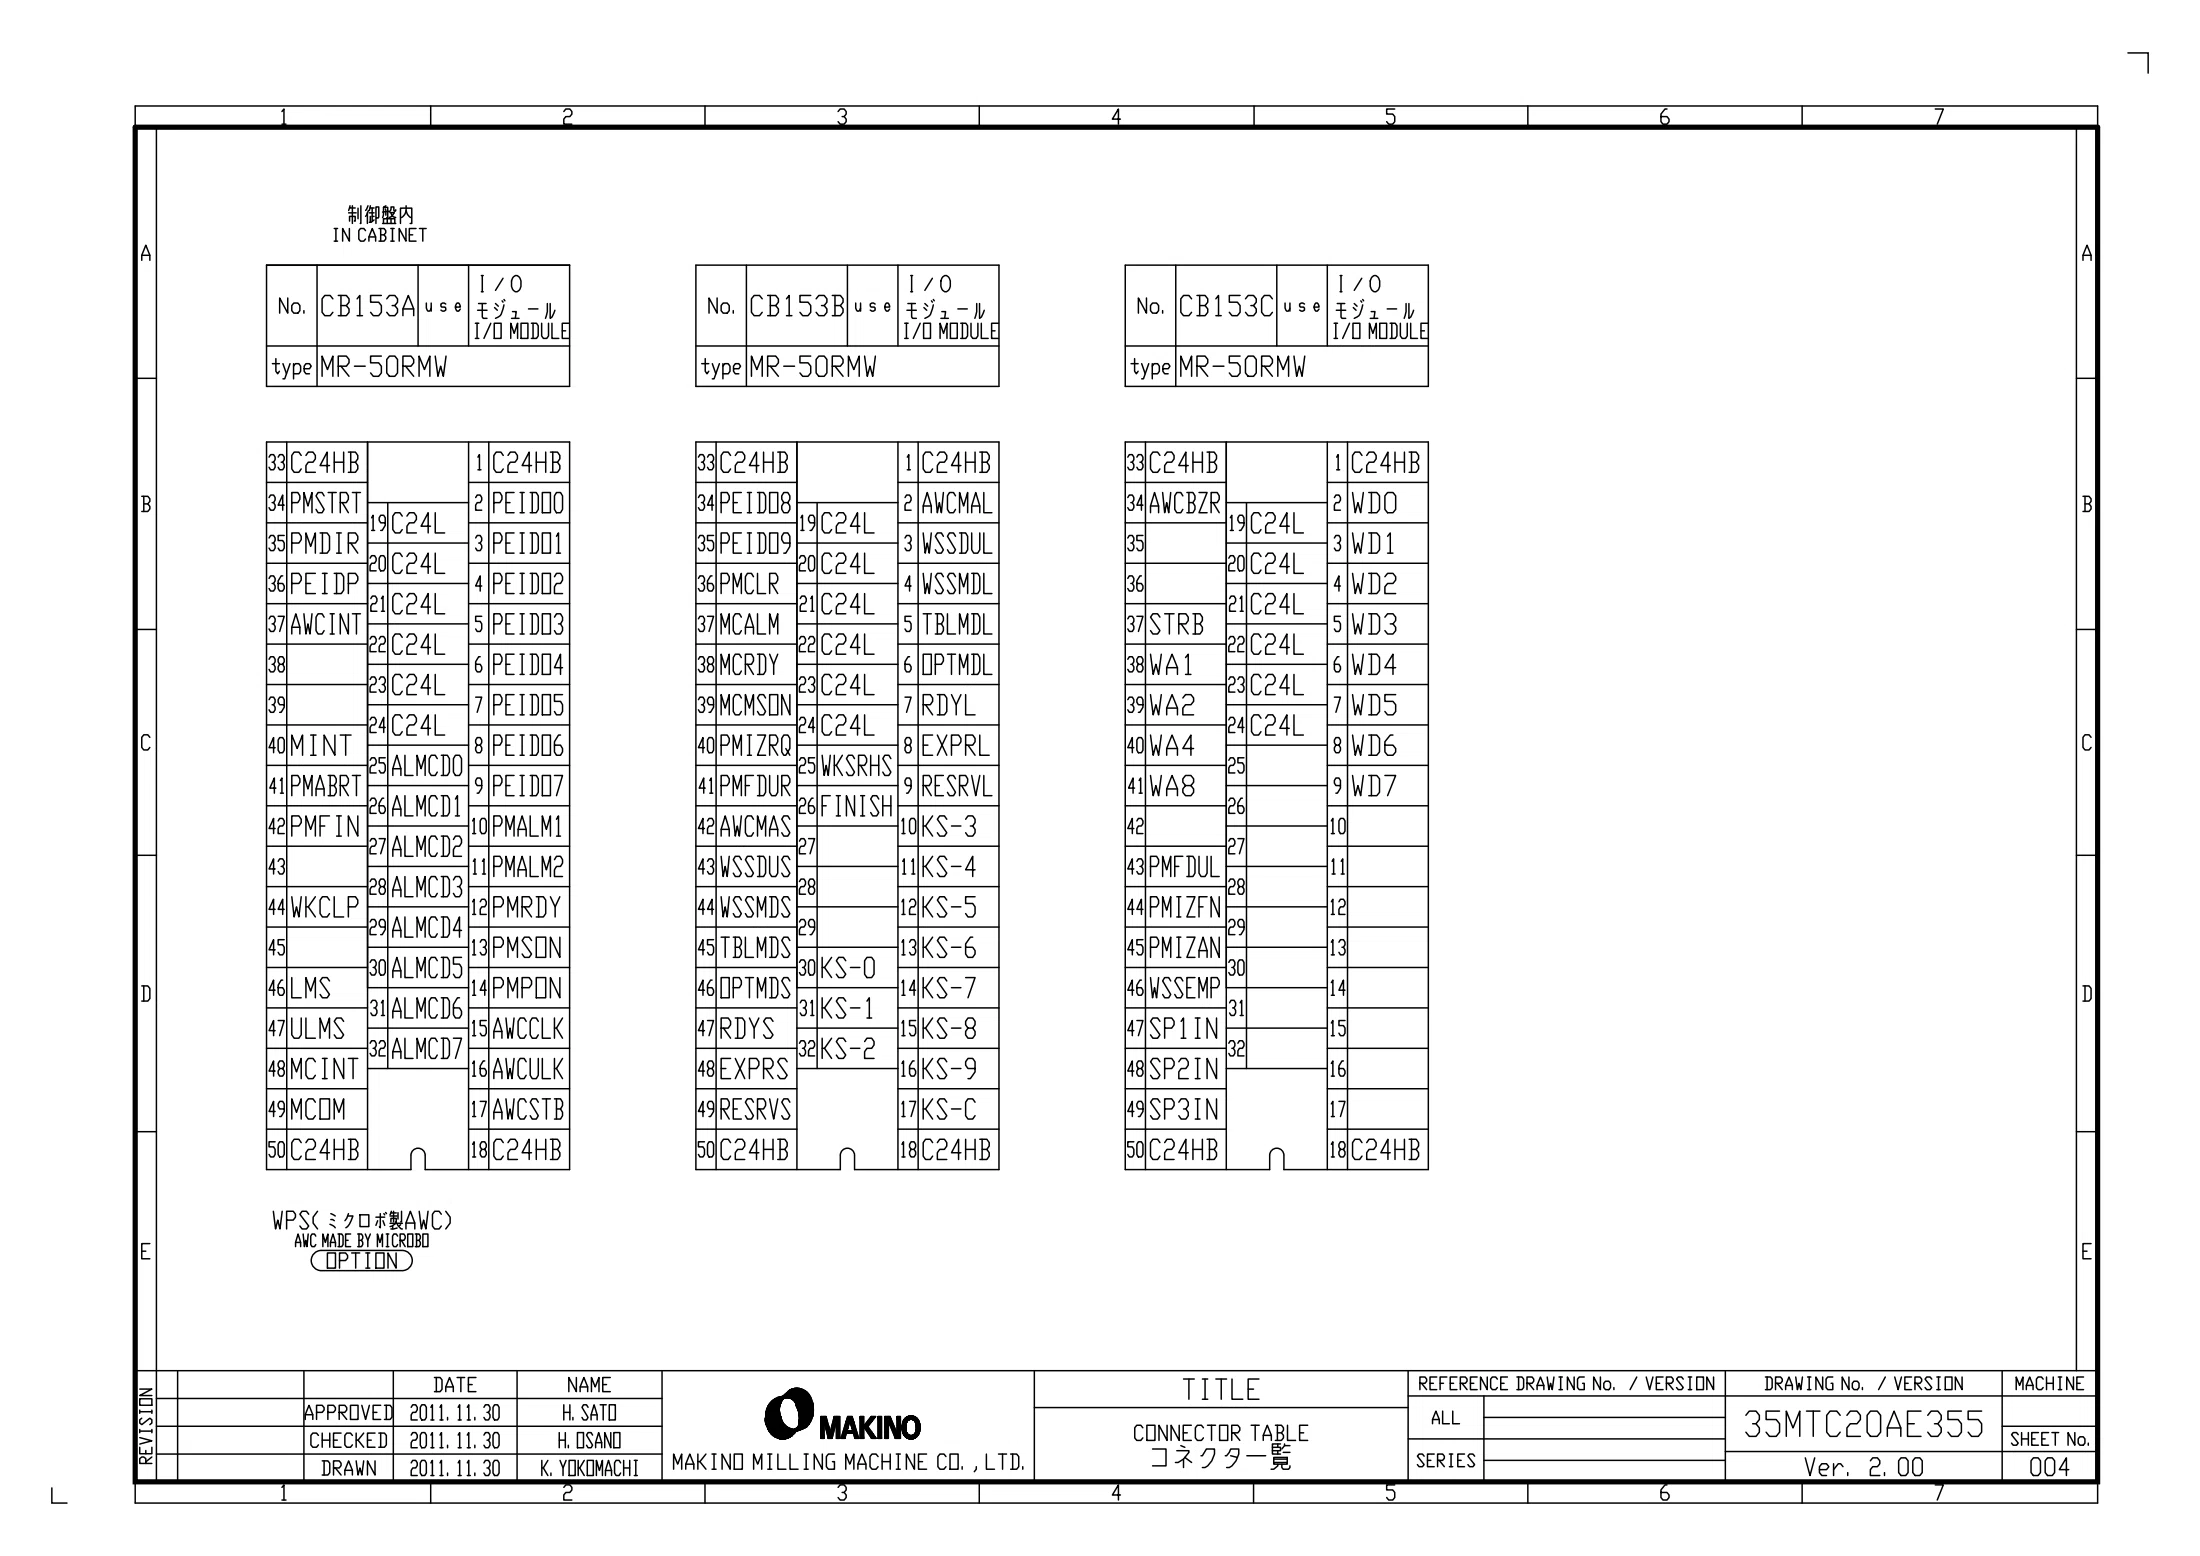 1 2 3 4 5 6 7
制御盤内
IN CABINET
A A
No. CB153A use I/O
モジュール
I/O MODULE
type MR-50RMW
No. CB153B use I/O
モジュール
I/O MODULE
type MR-50RMW
No. CB153C use I/O
モジュール
I/O MODULE
type MR-50RMW
B B
C C
D D
E E
33 C24HB
34 PMSTRT
35 PMDIR
36 PEIDP
37 AWCINT
38
39
40 MINT
41 PMABRT
42 PMFIN
43
44 WKCLP
45
46 LMS
47 ULMS
48 MCINT
49 MCOM
50 C24HB
19 C24L
20 C24L
21 C24L
22 C24L
23 C24L
24 C24L
25 ALMCD0
26 ALMCD1
27 ALMCD2
28 ALMCD3
29 ALMCD4
30 ALMCD5
31 ALMCD6
32 ALMCD7
1 C24HB
2 PEIDO0
3 PEIDO1
4 PEIDO2
5 PEIDO3
6 PEIDO4
7 PEIDO5
8 PEIDO6
9 PEIDO7
10 PMALM1
11 PMALM2
12 PMRDY
13 PMSON
14 PMPON
15 AWCCLK
16 AWCULK
17 AWCSTB
18 C24HB
33 C24HB
34 PEIDO8
35 PEIDO9
36 PMCLR
37 MCALM
38 MCRDY
39 MCMSON
40 PMIZRQ
41 PMFDUR
42 AWCMAS
43 WSSDUS
44 WSSMDS
45 TBLMDS
46 OPTMDS
47 RDYS
48 EXPRS
49 RESRVS
50 C24HB
19 C24L
20 C24L
21 C24L
22 C24L
23 C24L
24 C24L
25 WKSRHS
26 FINISH
27
28
29
30 KS-0
31 KS-1
32 KS-2
1 C24HB
2 AWCMAL
3 WSSDUL
4 WSSMDL
5 TBLMDL
6 OPTMDL
7 RDYL
8 EXPRL
9 RESRVL
10 KS-3
11 KS-4
12 KS-5
13 KS-6
14 KS-7
15 KS-8
16 KS-9
17 KS-C
18 C24HB
33 C24HB
34 AWCBZR
35
36
37 STRB
38 WA1
39 WA2
40 WA4
41 WA8
42
43 PMFDUL
44 PMIZFN
45 PMIZAN
46 WSSEMP
47 SP1IN
48 SP2IN
49 SP3IN
50 C24HB
19 C24L
20 C24L
21 C24L
22 C24L
23 C24L
24 C24L
25
26
27
28
29
30
31
32
1 C24HB
2 WD0
3 WD1
4 WD2
5 WD3
6 WD4
7 WD5
8 WD6
9 WD7
10
11
12
13
14
15
16
17
18 C24HB
WPS(ミクロボ製AWC)
AWC MADE BY MICROBO
OPTION
REVISION
DATE NAME
APPROVED 2011.11.30 H. SATO
CHECKED 2011.11.30 H. OSANO
DRAWN 2011.11.30 K. YOKOMACHI
MAKINO
MAKINO MILLING MACHINE CO., LTD.
TITLE
CONNECTOR TABLE
コネクタ一覧
REFERENCE DRAWING No. / VERSION
ALL
SERIES
DRAWING No. / VERSION
35MTC20AE355
Ver. 2.00
MACHINE
SHEET No.
004
1 2 3 4 5 6 7